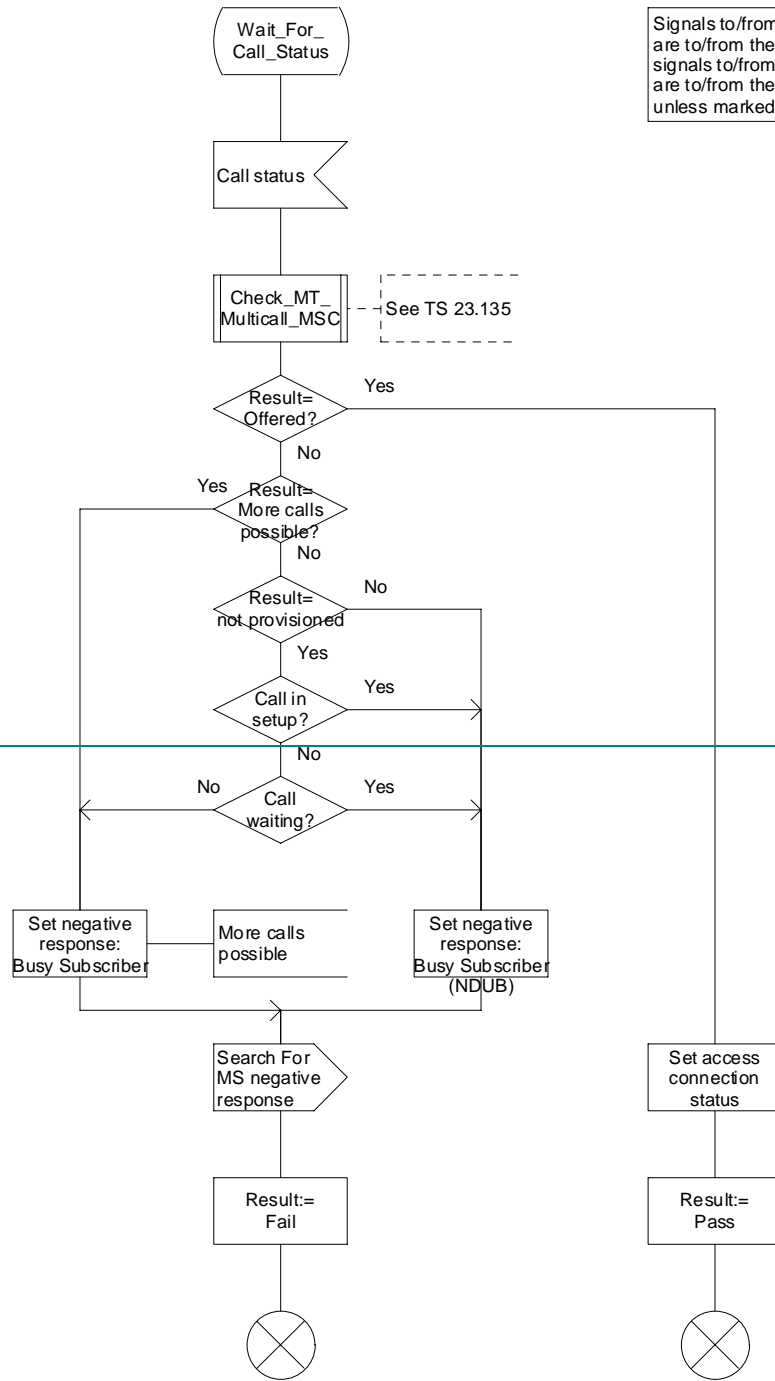 Wait_For_
Call_Status
Signals to/from
are to/from the
signals to/from
are to/from the
unless marked
Call status
Check_MT_
Multicall_MSC
See TS 23.135
Result=
Offered?
Yes
No
Yes
Result=
More calls
possible?
No
Result=
not provisioned
No
Yes
Call in
setup?
Yes
No
No
Call
waiting?
Yes
Set negative
response:
Busy Subscriber
More calls
possible
Set negative
response:
Busy Subscriber
(NDUB)
Search For
MS negative
response
Set access
connection
status
Result:=
Fail
Result:=
Pass